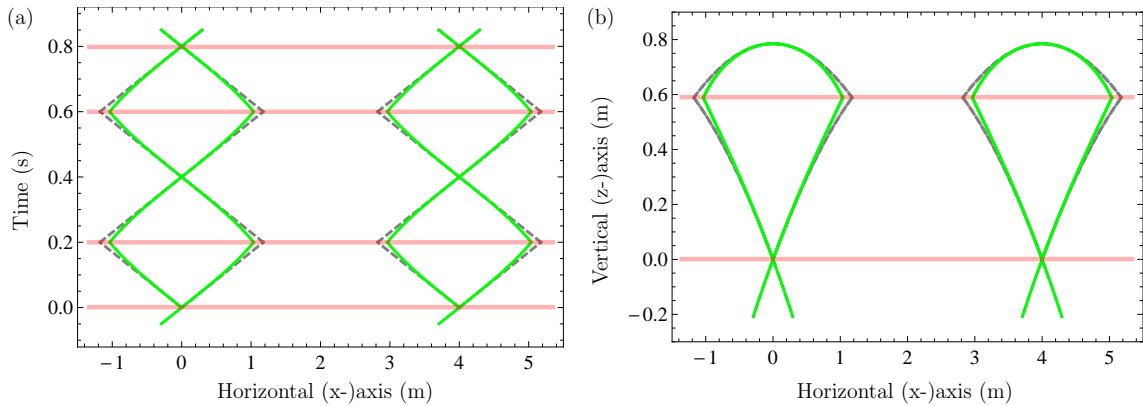 (a)
Time (s)
0.8
0.6
0.4
0.2
0.0
-1 0 1 2 3 4 5
Horizontal (x-)axis (m)
(b)
Vertical (z-)axis (m)
0.8
0.6
0.4
0.2
0.0
-0.2
-1 0 1 2 3 4 5
Horizontal (x-)axis (m)